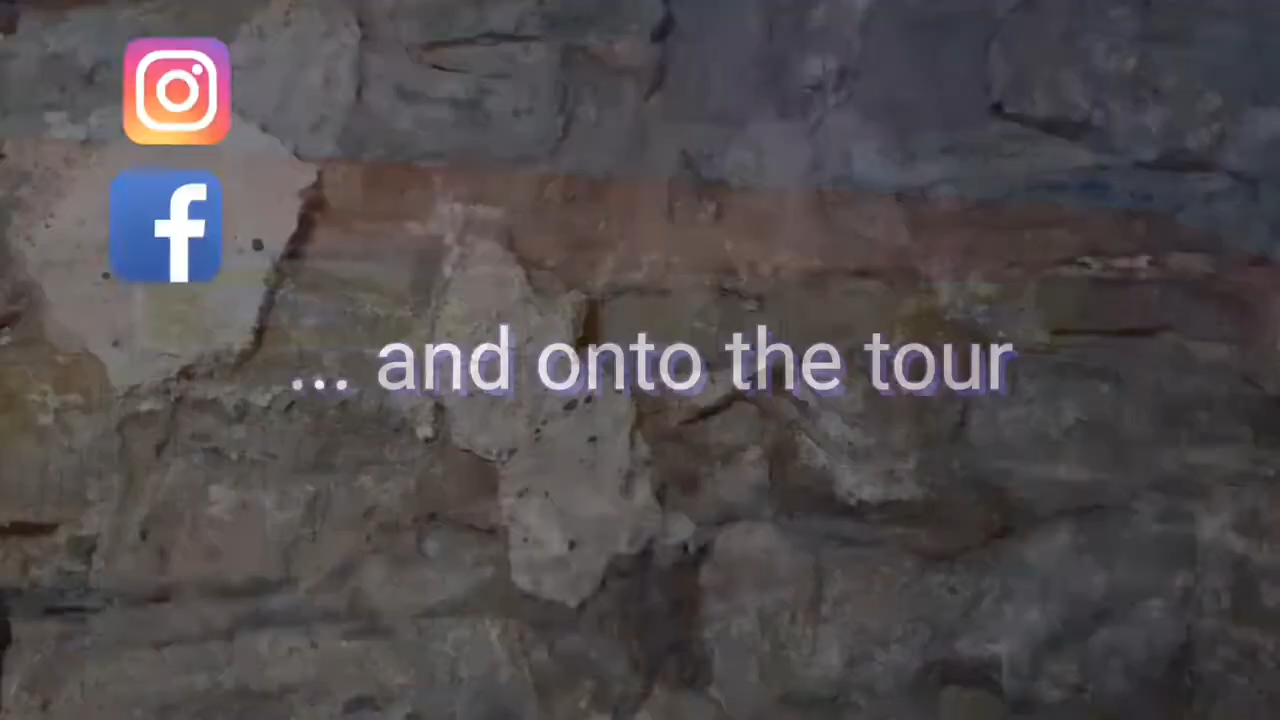 ... and onto the tour